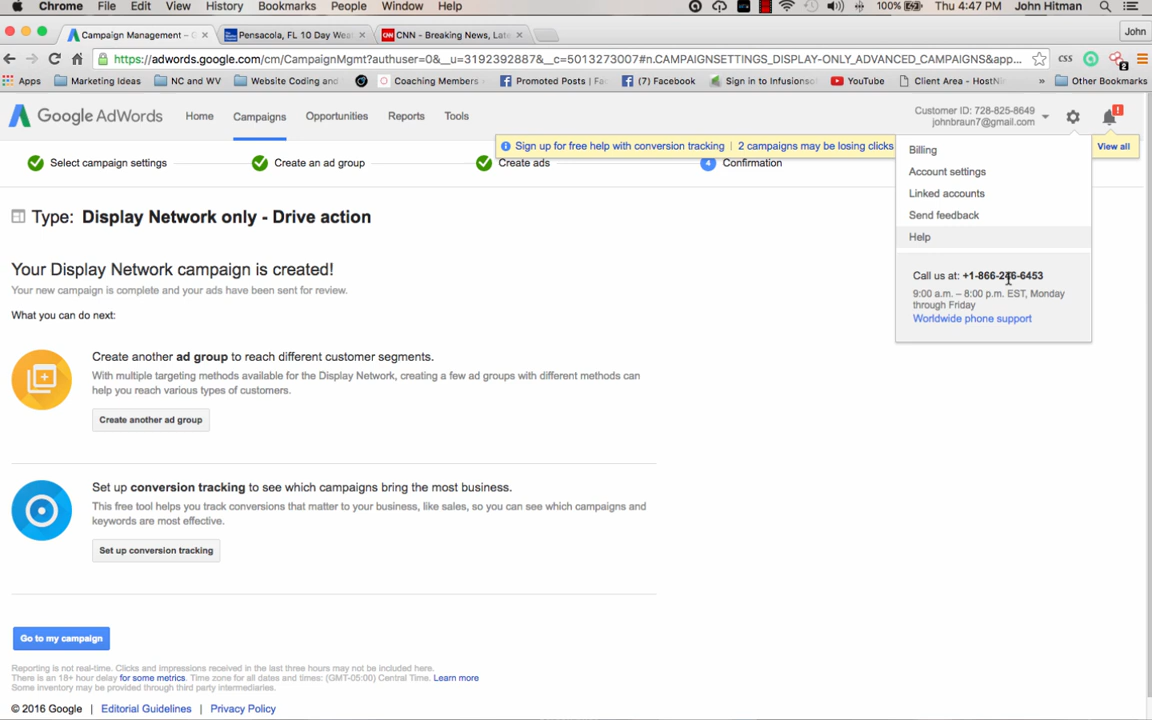 Chrome File Edit View History Bookmarks People Window Help 100% Thu 4:47 PM John Hitman
Campaign Management – G × Pensacola, FL 10 Day Wea × CNN - Breaking News, Late × John
https://adwords.google.com/cm/CampaignMgmt?authuser=0&__u=3192392887&__c=5013273007#n.CAMPAIGNSETTINGS_DISPLAY-ONLY_ADVANCED_CAMPAIGNS&app... CSS 2
Apps Marketing Ideas NC and WV Website Coding and Coaching Members - Promoted Posts | Fac (7) Facebook Sign in to Infusionso YouTube Client Area - HostNi » Other Bookmarks
Google AdWords Home Campaigns Opportunities Reports Tools
Customer ID: 728-825-8649
johnbraun7@gmail.com
!
Sign up for free help with conversion tracking | 2 campaigns may be losing clicks View all
Select campaign settings Create an ad group Create ads 4 Confirmation
Billing
Account settings
Linked accounts
Send feedback
Help
Call us at: +1-866-246-6453
9:00 a.m. – 8:00 p.m. EST, Monday
through Friday
Worldwide phone support
Type: Display Network only - Drive action
Your Display Network campaign is created!
Your new campaign is complete and your ads have been sent for review.
What you can do next:
Create another ad group to reach different customer segments.
With multiple targeting methods available for the Display Network, creating a few ad groups with different methods can
help you reach various types of customers.
Create another ad group
Set up conversion tracking to see which campaigns bring the most business.
This free tool helps you track conversions that matter to your business, like sales, so you can see which campaigns and
keywords are most effective.
Set up conversion tracking
Go to my campaign
Reporting is not real-time. Clicks and impressions received in the last three hours may not be included here.
There is an 18+ hour delay for some metrics. Time zone for all dates and times: (GMT-05:00) Central Time. Learn more
Some inventory may be provided through third party intermediaries.
© 2016 Google | Editorial Guidelines | Privacy Policy